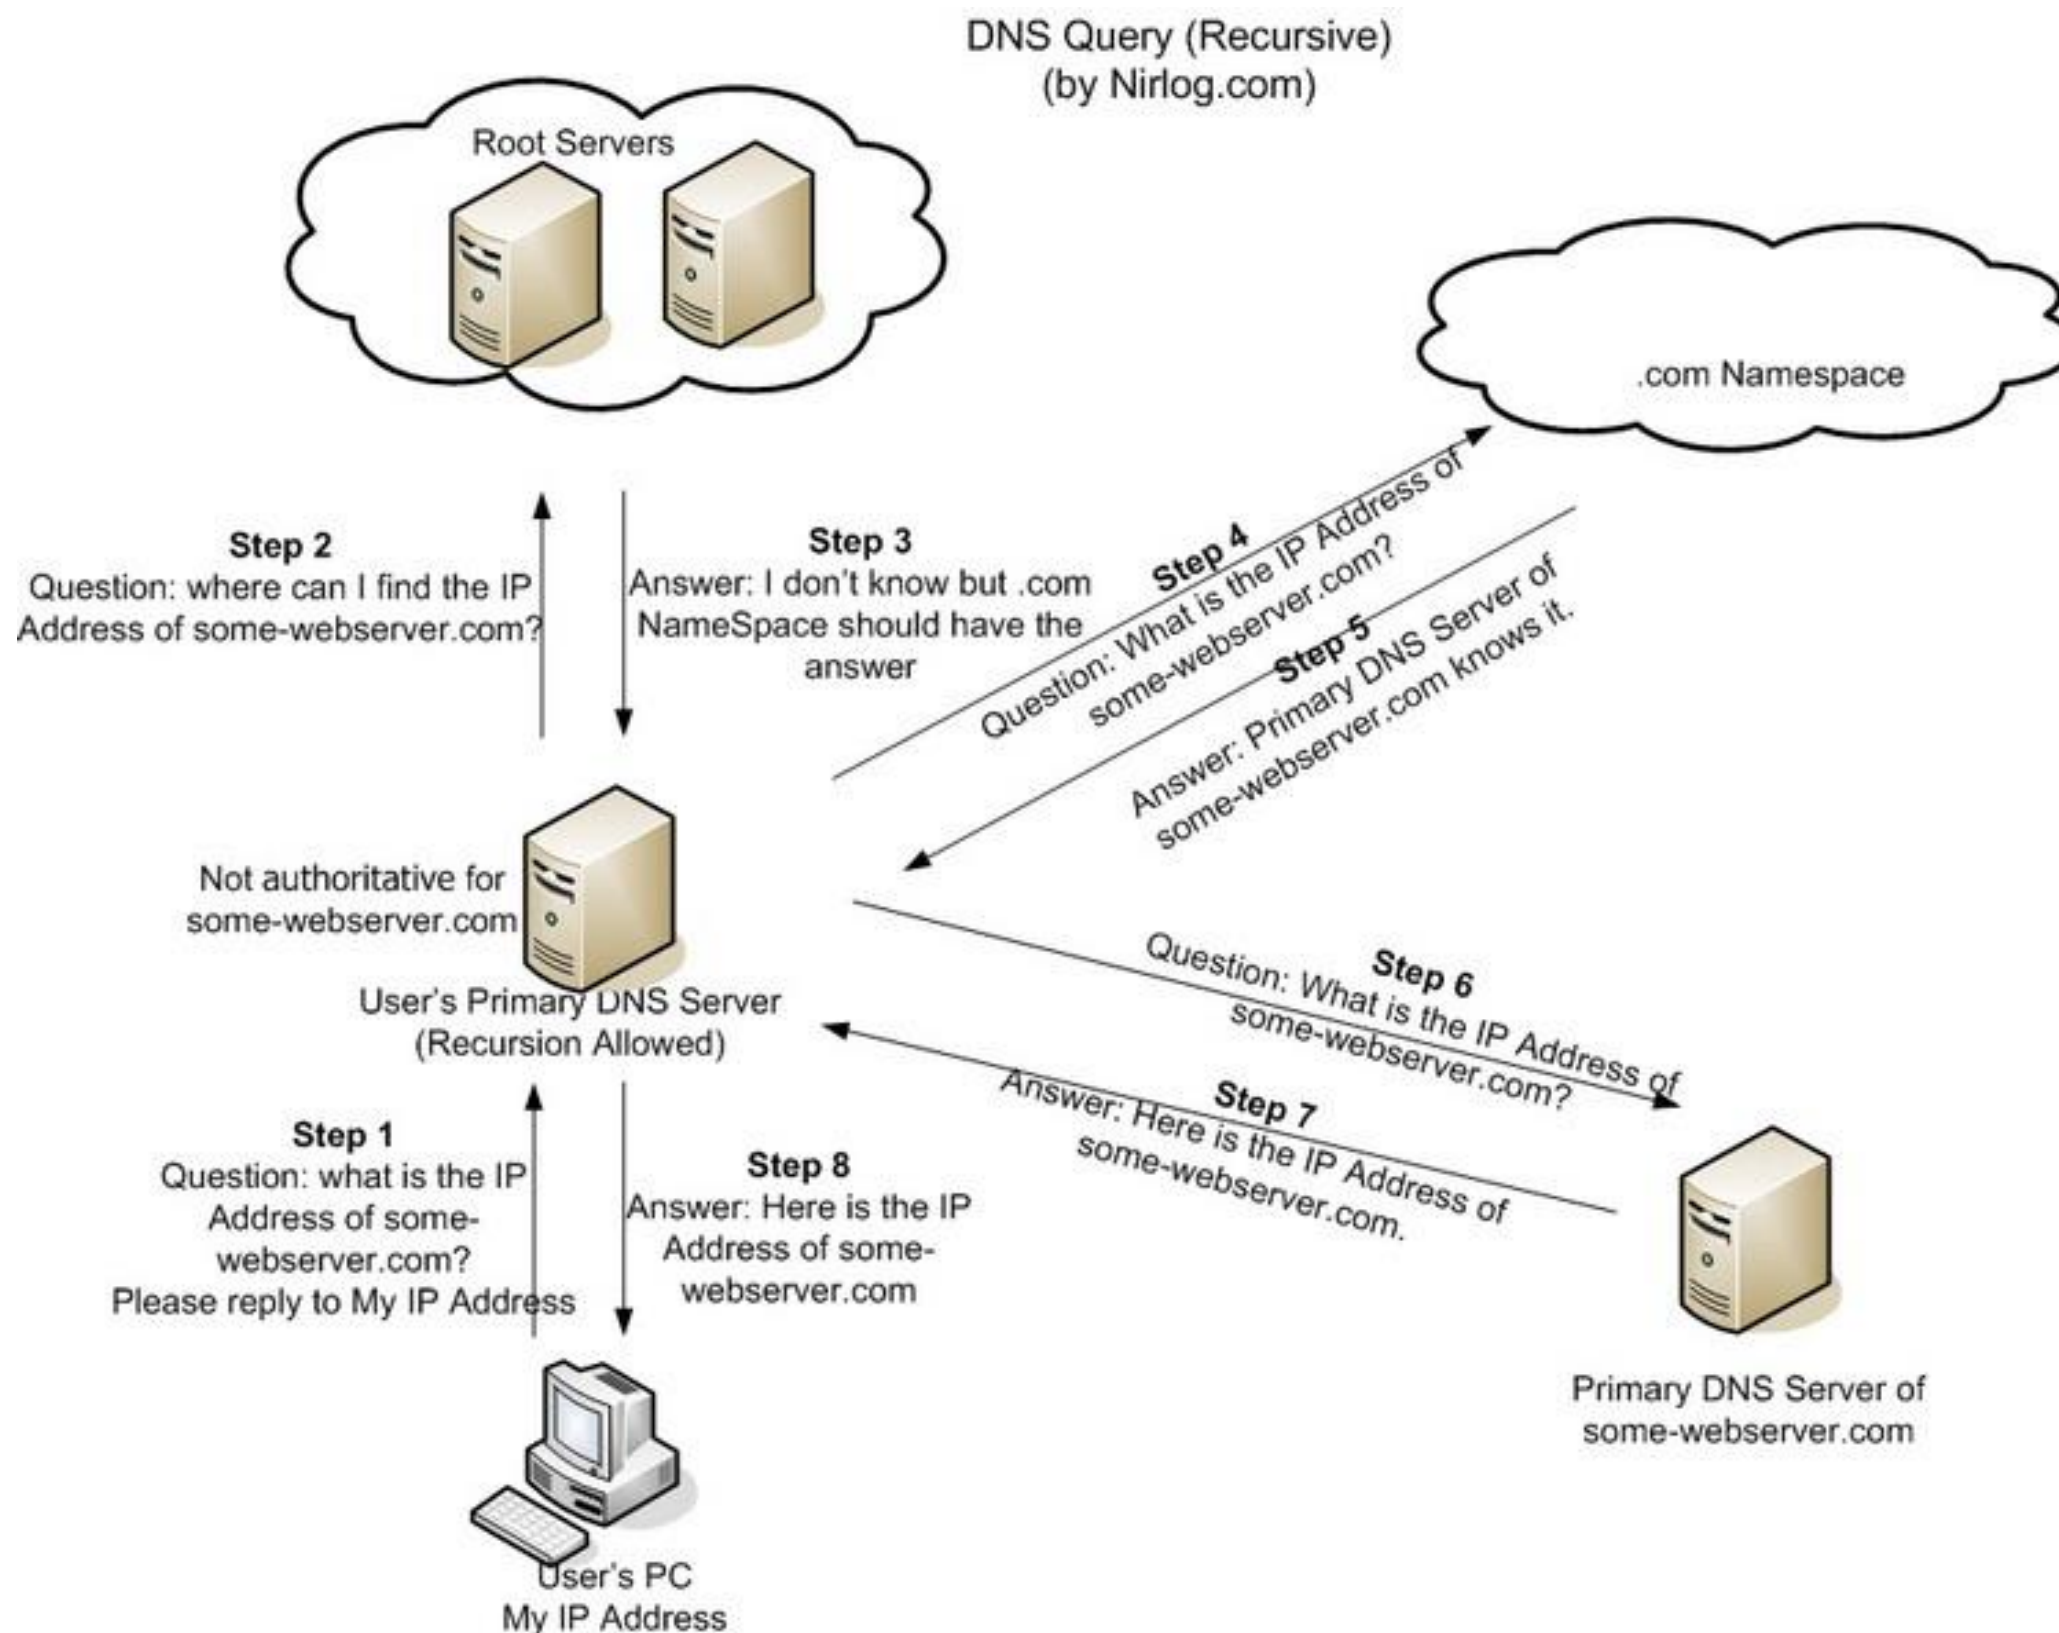 DNS Query (Recursive)
(by Nirlog.com)
Root Servers
.com Namespace
Step 2
Question: where can I find the IP
Address of some-webserver.com?
Step 3
Answer: I don't know but .com
NameSpace should have the
answer
Step 4
Question: What is the IP Address of
some-webserver.com?
Step 5
Answer: Primary DNS Server of
some-webserver.com knows it.
Not authoritative for
some-webserver.com
User's Primary DNS Server
(Recursion Allowed)
Step 6
Question: What is the IP Address of
some-webserver.com?
Step 7
Answer: Here is the IP Address of
some-webserver.com.
Step 1
Question: what is the IP
Address of some-
webserver.com?
Please reply to My IP Address
Step 8
Answer: Here is the IP
Address of some-
webserver.com
Primary DNS Server of
some-webserver.com
User's PC
My IP Address